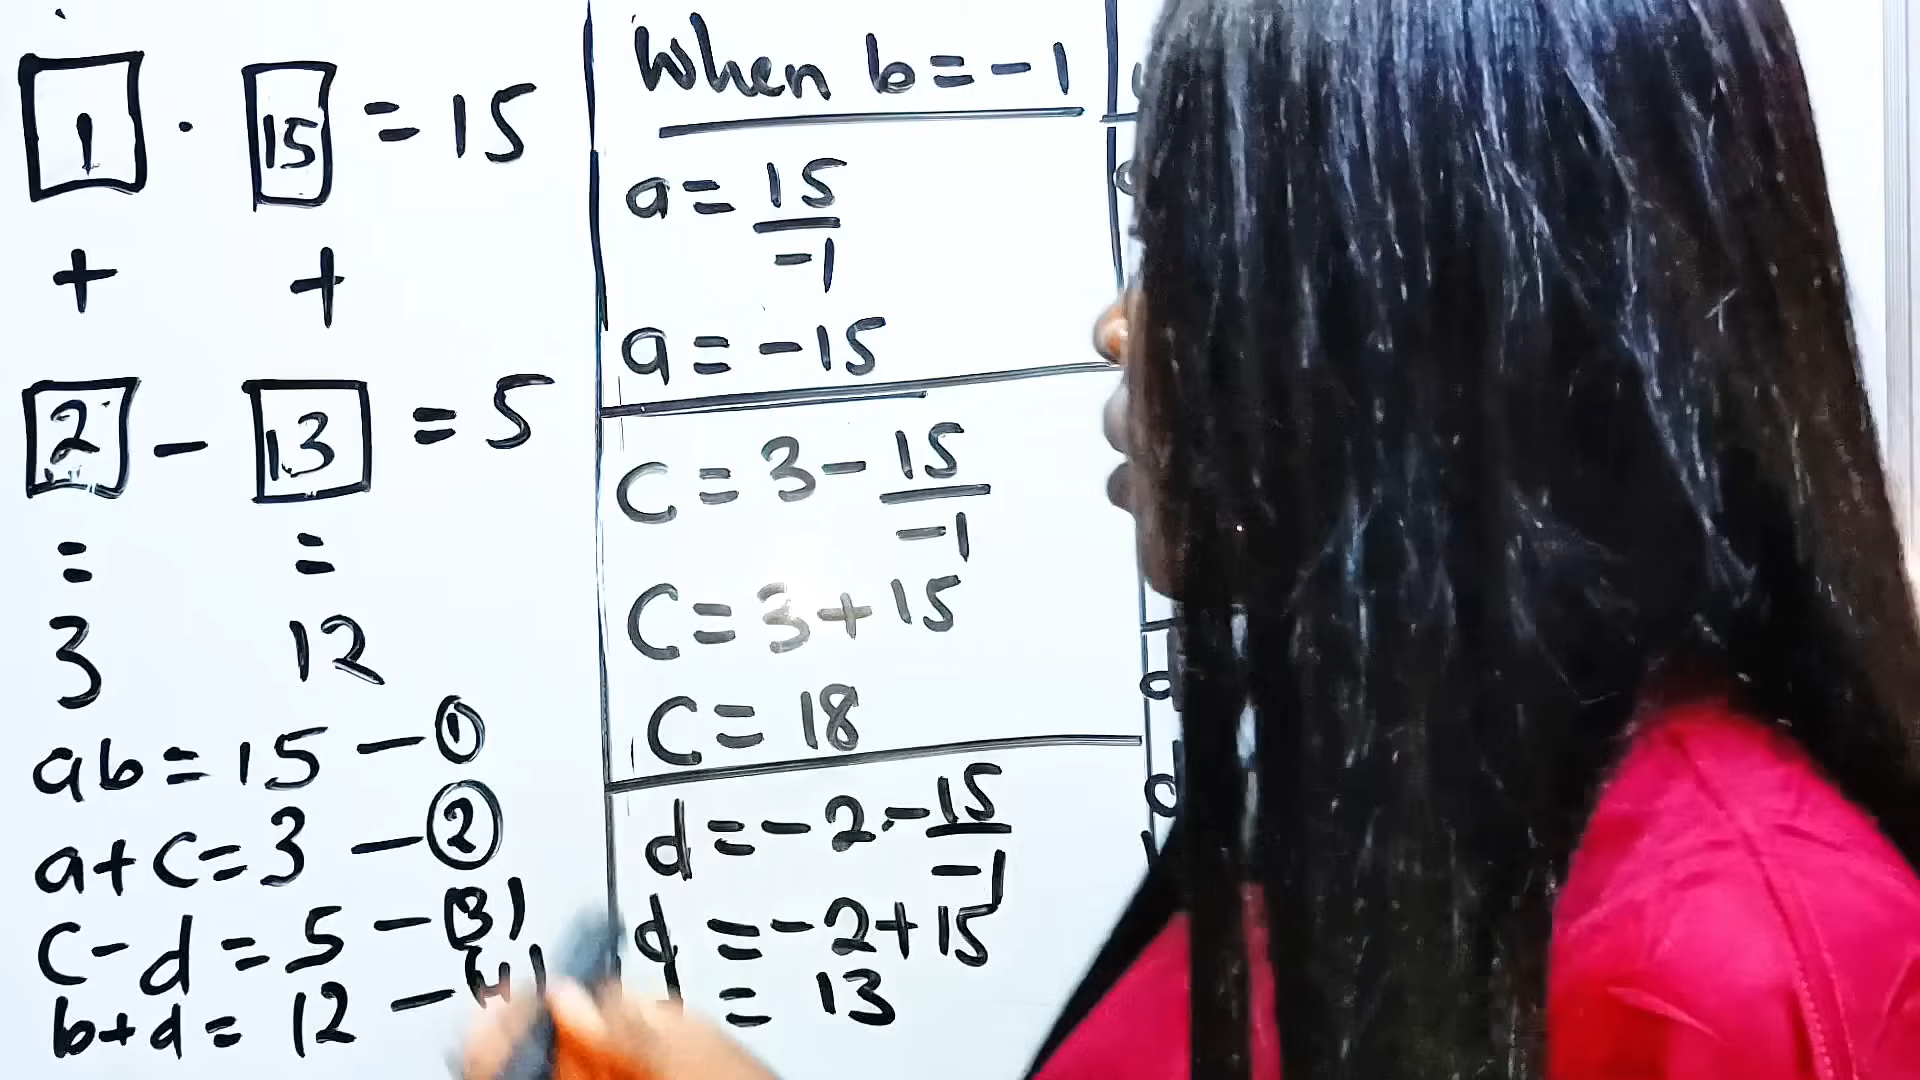 1 · 15 = 15
+ +
2 - 13 = 5
= =
3 12
ab = 15 - ①
a + c = 3 - ②
c - d = 5 - (3)
b + d = 12 -
When b = -1
a = 15/-1
a = -15
c = 3 - 15/-1
c = 3 + 15
c = 18
d = -2 - 15/-1
d = -2 + 15
= 13